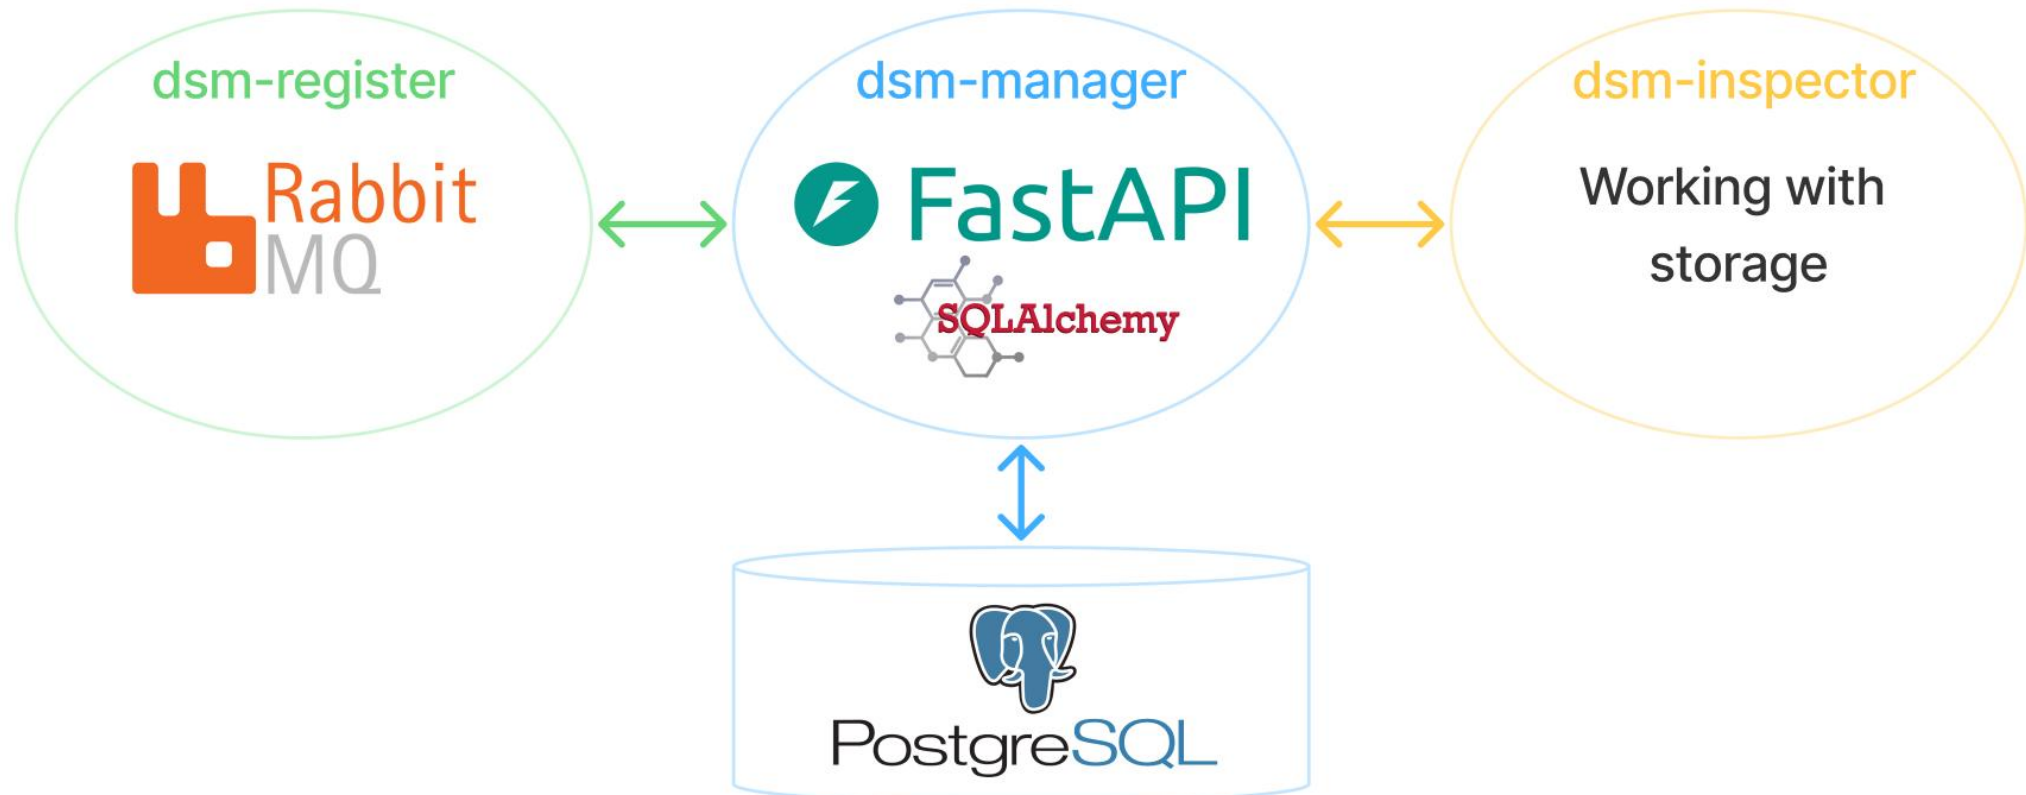 dsm-register
Rabbit
MQ
dsm-manager
FastAPI
SQLAlchemy
dsm-inspector
Working with
storage
PostgreSQL